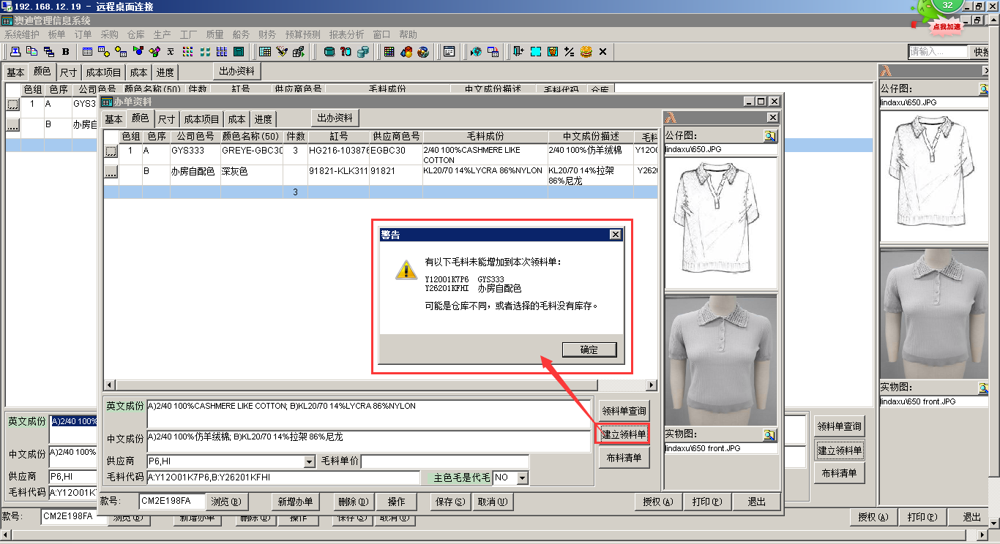 192.168.12.19 - 远程桌面连接
32
点我加速
澳迪管理信息系统
系统维护 板单 订单 采购 仓库 生产 工厂 质量 船务 财务 预算预测 报表分析 窗口 帮助
请输入...
基本 颜色 尺寸 成本项目 成本 进度 出办资料
色组 色序 公司色号 颜色名称(50) 件数 缸号 供应商色号 毛料成份 中文成份描述 毛料代码 仓库
1 A GYS3
B 办房自
公仔图:
lindaxu\650.JPG
实物图:
lindaxu\650 front.JPG
办单资料
基本 颜色 尺寸 成本项目 成本 进度 出办资料
色组 色序 公司色号 颜色名称(50) 件数 缸号 供应商色号 毛料成份 中文成份描述 毛料
1 A GYS333 GREYE-GBC30 3 HG216-103876 EGBC30 2/40 100%CASHMERE LIKE COTTON 2/40 100%仿羊绒棉 Y12O0
B 办房自配色 深灰色 91821-KLK311 91821 KL20/70 14%LYCRA 86%NYLON KL20/70 14%拉架 86%尼龙 Y2620
3
公仔图:
lindaxu\650.JPG
实物图:
lindaxu\650 front.JPG
警告
有以下毛料未能增加到本次领料单:
Y12O01K7P6 GYS333
Y26201KFHI 办房自配色
可能是仓库不同，或者选择的毛料没有库存。
确定
英文成份 A)2/40 100%CASHMERE LIKE COTTON; B)KL20/70 14%LYCRA 86%NYLON
中文成份 A)2/40 100%仿羊绒棉; B)KL20/70 14%拉架 86%尼龙
供应商 P6,HI 毛料单价
毛料代码 A:Y12O01K7P6,B:Y26201KFHI 主色毛是代毛 NO
领料单查询
建立领料单
布料清单
款号: CM2E198FA 浏览(B) 新增办单 删除(D) 操作 保存(S) 取消(U) 授权(A) 打印(P) 退出
英文成份 A)2/40 100%
中文成份 A)2/40 100%
供应商 P6,HI
毛料代码 A:Y12O01K7
领料单查询
建立领料单
布料清单
款号: CM2E198FA 浏览(B) 新增办单 删除(D) 操作 保存(S) 取消(U) 授权(A) 打印(P) 退出